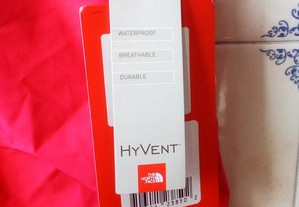 WATERPROOF
BREATHABLE
DURABLE
HYVENT
THE
NORTH
FACE